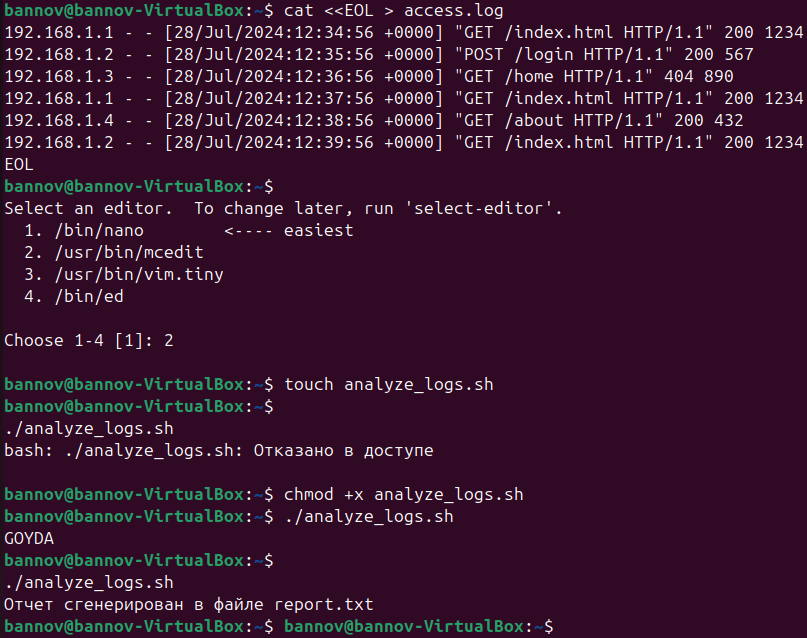 bannov@bannov-VirtualBox:~$ cat <<EOL > access.log
192.168.1.1 - - [28/Jul/2024:12:34:56 +0000] "GET /index.html HTTP/1.1" 200 1234
192.168.1.2 - - [28/Jul/2024:12:35:56 +0000] "POST /login HTTP/1.1" 200 567
192.168.1.3 - - [28/Jul/2024:12:36:56 +0000] "GET /home HTTP/1.1" 404 890
192.168.1.1 - - [28/Jul/2024:12:37:56 +0000] "GET /index.html HTTP/1.1" 200 1234
192.168.1.4 - - [28/Jul/2024:12:38:56 +0000] "GET /about HTTP/1.1" 200 432
192.168.1.2 - - [28/Jul/2024:12:39:56 +0000] "GET /index.html HTTP/1.1" 200 1234
EOL
bannov@bannov-VirtualBox:~$
Select an editor.  To change later, run 'select-editor'.
  1. /bin/nano        <---- easiest
  2. /usr/bin/mcedit
  3. /usr/bin/vim.tiny
  4. /bin/ed
Choose 1-4 [1]: 2
bannov@bannov-VirtualBox:~$ touch analyze_logs.sh
bannov@bannov-VirtualBox:~$
./analyze_logs.sh
bash: ./analyze_logs.sh: Отказано в доступе
bannov@bannov-VirtualBox:~$ chmod +x analyze_logs.sh
bannov@bannov-VirtualBox:~$ ./analyze_logs.sh
GOYDA
bannov@bannov-VirtualBox:~$
./analyze_logs.sh
Отчет сгенерирован в файле report.txt
bannov@bannov-VirtualBox:~$ bannov@bannov-VirtualBox:~$